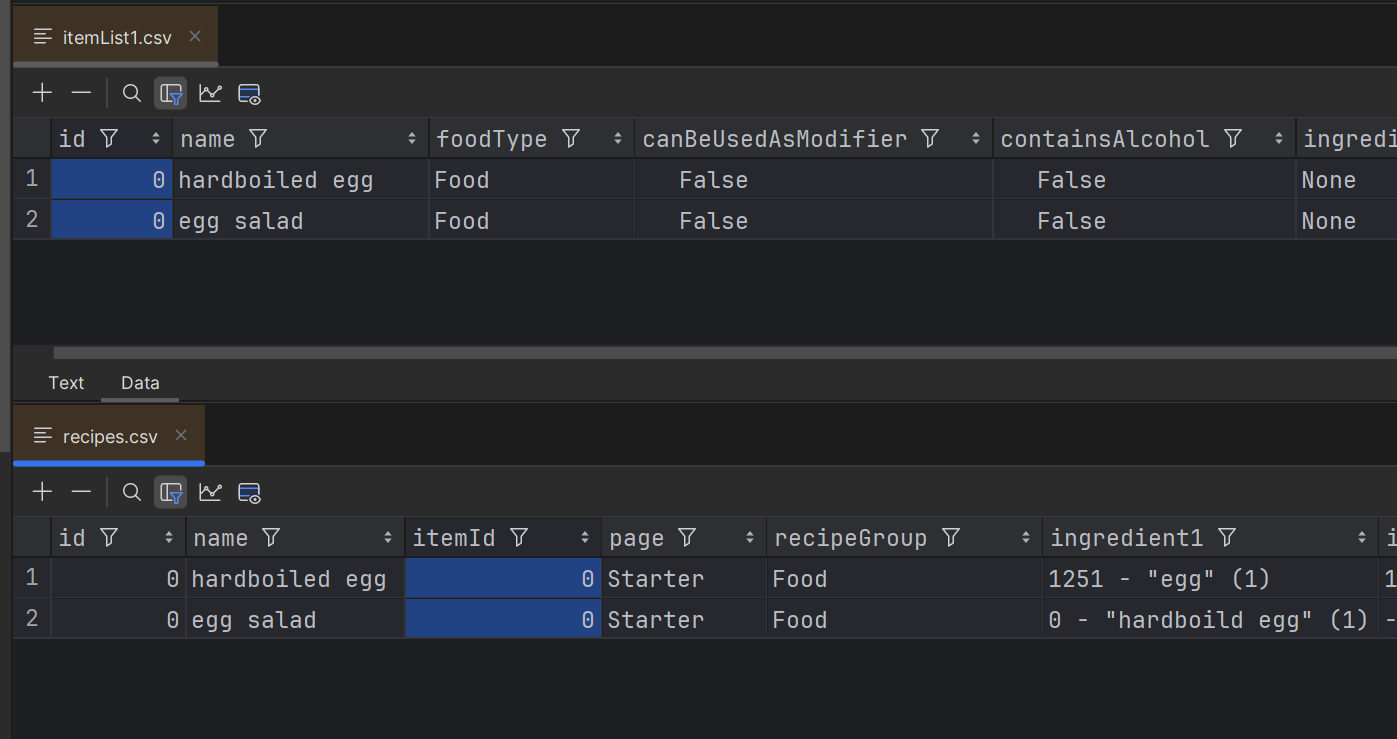 itemList1.csv
id name foodType canBeUsedAsModifier containsAlcohol ingredi
1 0 hardboiled egg Food False False None
2 0 egg salad Food False False None
Text Data
recipes.csv
id name itemId page recipeGroup ingredient1 i
1 0 hardboiled egg 0 Starter Food 1251 - "egg" (1) 1
2 0 egg salad 0 Starter Food 0 - "hardboild egg" (1) -